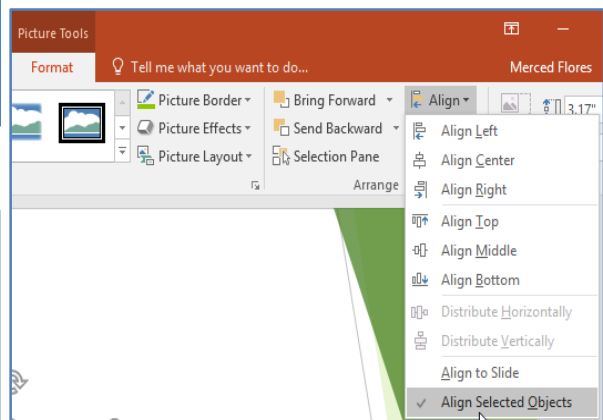 Picture Tools
Format Tell me what you want to do... Merced Flores
Picture Border Bring Forward Align 3.17"
Picture Effects Send Backward
Picture Layout Selection Pane
Arrange
Align Left
Align Center
Align Right
Align Top
Align Middle
Align Bottom
Distribute Horizontally
Distribute Vertically
Align to Slide
Align Selected Objects